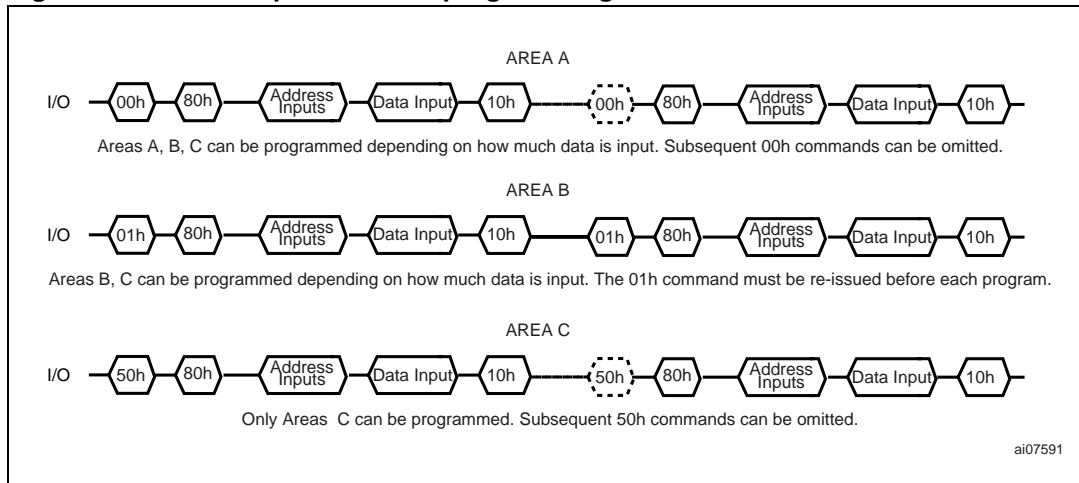 AREA A
I/O 00h 80h Address Inputs Data Input 10h 00h 80h Address Inputs Data Input 10h
Areas A, B, C can be programmed depending on how much data is input. Subsequent 00h commands can be omitted.
AREA B
I/O 01h 80h Address Inputs Data Input 10h 01h 80h Address Inputs Data Input 10h
Areas B, C can be programmed depending on how much data is input. The 01h command must be re-issued before each program.
AREA C
I/O 50h 80h Address Inputs Data Input 10h 50h 80h Address Inputs Data Input 10h
Only Areas C can be programmed. Subsequent 50h commands can be omitted.
ai07591